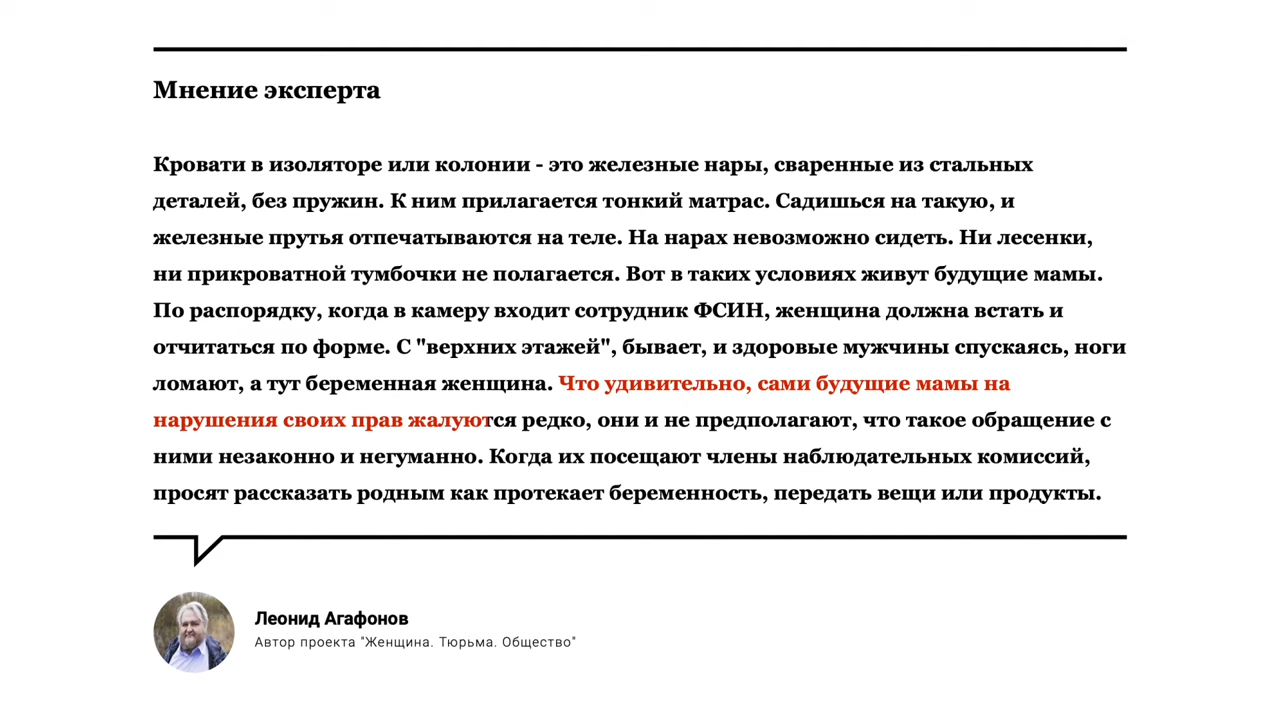 Мнение эксперта
Кровати в изоляторе или колонии - это железные нары, сваренные из стальных
деталей, без пружин. К ним прилагается тонкий матрас. Садишься на такую, и
железные прутья отпечатываются на теле. На нарах невозможно сидеть. Ни лесенки,
ни прикроватной тумбочки не полагается. Вот в таких условиях живут будущие мамы.
По распорядку, когда в камеру входит сотрудник ФСИН, женщина должна встать и
отчитаться по форме. С "верхних этажей", бывает, и здоровые мужчины спускаясь, ноги
ломают, а тут беременная женщина. Что удивительно, сами будущие мамы на
нарушения своих прав жалуются редко, они и не предполагают, что такое обращение с
ними незаконно и негуманно. Когда их посещают члены наблюдательных комиссий,
просят рассказать родным как протекает беременность, передать вещи или продукты.
Леонид Агафонов
Автор проекта "Женщина. Тюрьма. Общество"